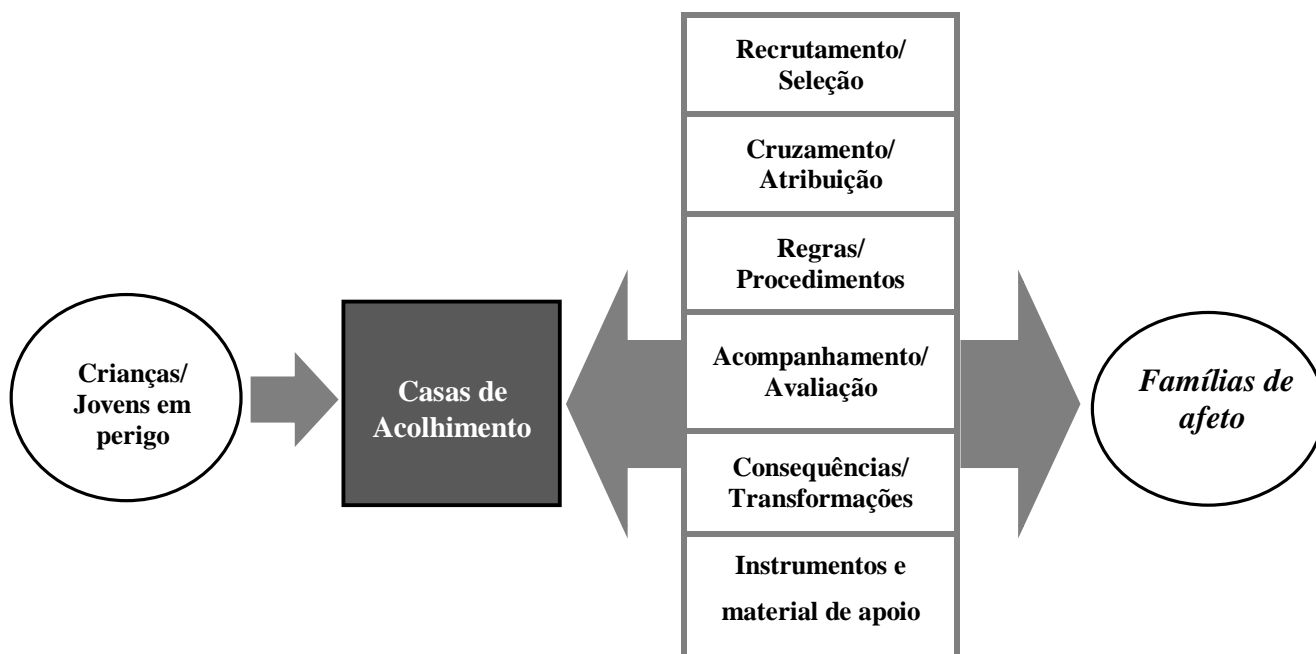 Crianças/
Jovens em
perigo
Casas de
Acolhimento
Recrutamento/
Seleção
Cruzamento/
Atribuição
Regras/
Procedimentos
Acompanhamento/
Avaliação
Consequências/
Transformações
Instrumentos e
material de apoio
Famílias de
afeto